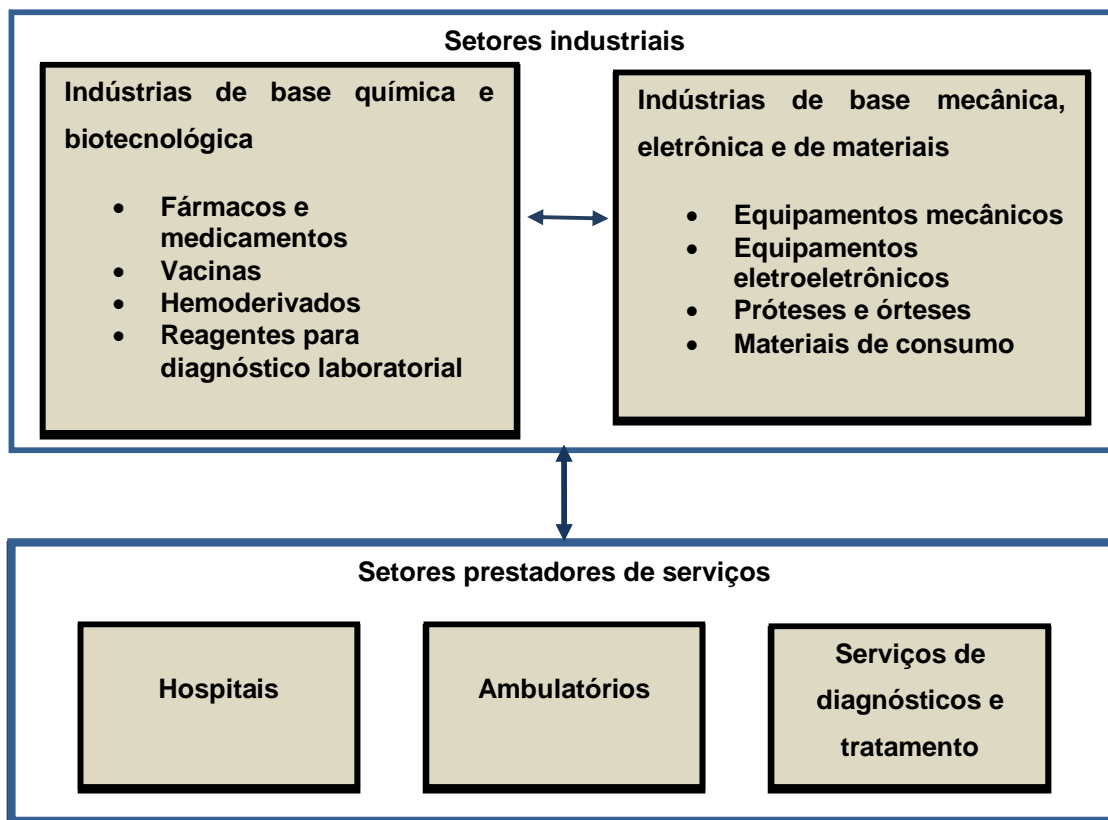 Setores industriais
Indústrias de base química e
biotecnológica
• Fármacos e
medicamentos
• Vacinas
• Hemoderivados
• Reagentes para
diagnóstico laboratorial
Indústrias de base mecânica,
eletrônica e de materiais
• Equipamentos mecânicos
• Equipamentos
eletroeletrônicos
• Próteses e órteses
• Materiais de consumo
Setores prestadores de serviços
Hospitais
Ambulatórios
Serviços de
diagnósticos e
tratamento